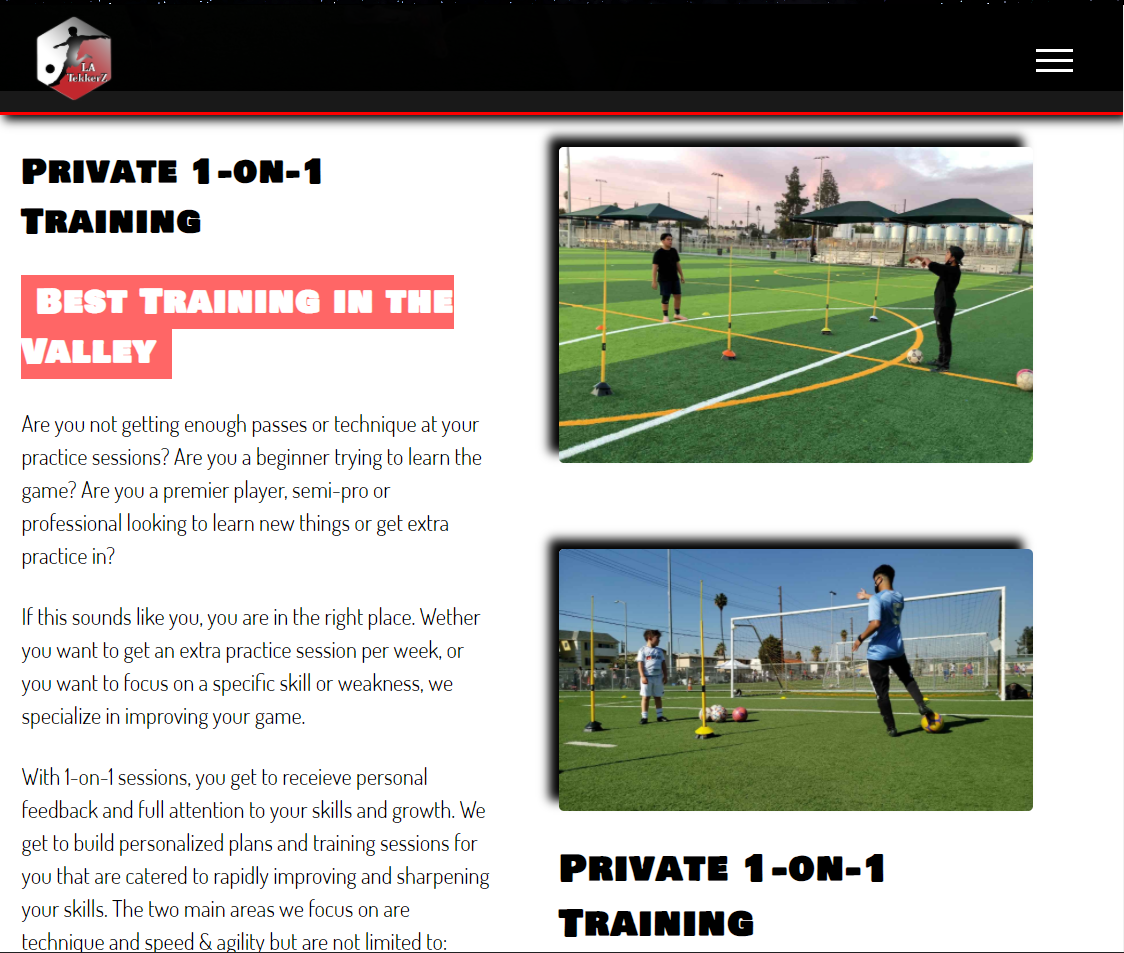 LA
TekkerZ
Private 1-on-1
Training
Best Training in the
Valley
Are you not getting enough passes or technique at your
practice sessions? Are you a beginner trying to learn the
game? Are you a premier player, semi-pro or
professional looking to learn new things or get extra
practice in?
If this sounds like you, you are in the right place. Wether
you want to get an extra practice session per week, or
you want to focus on a specific skill or weakness, we
specialize in improving your game.
With 1-on-1 sessions, you get to receieve personal
feedback and full attention to your skills and growth. We
get to build personalized plans and training sessions for
you that are catered to rapidly improving and sharpening
your skills. The two main areas we focus on are
technique and speed & agility but are not limited to:
Private 1-on-1
Training